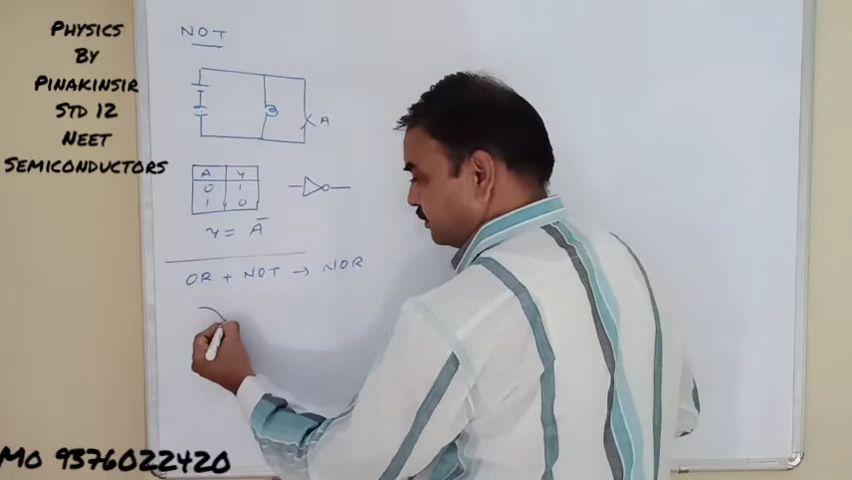 PHYSICS
BY
PINAKINSIR
STD 12
NEET
SEMICONDUCTORS
NOT
A
A Y
0 1
1 0
Y = A̅
OR + NOT → NOR
MO 9376022420